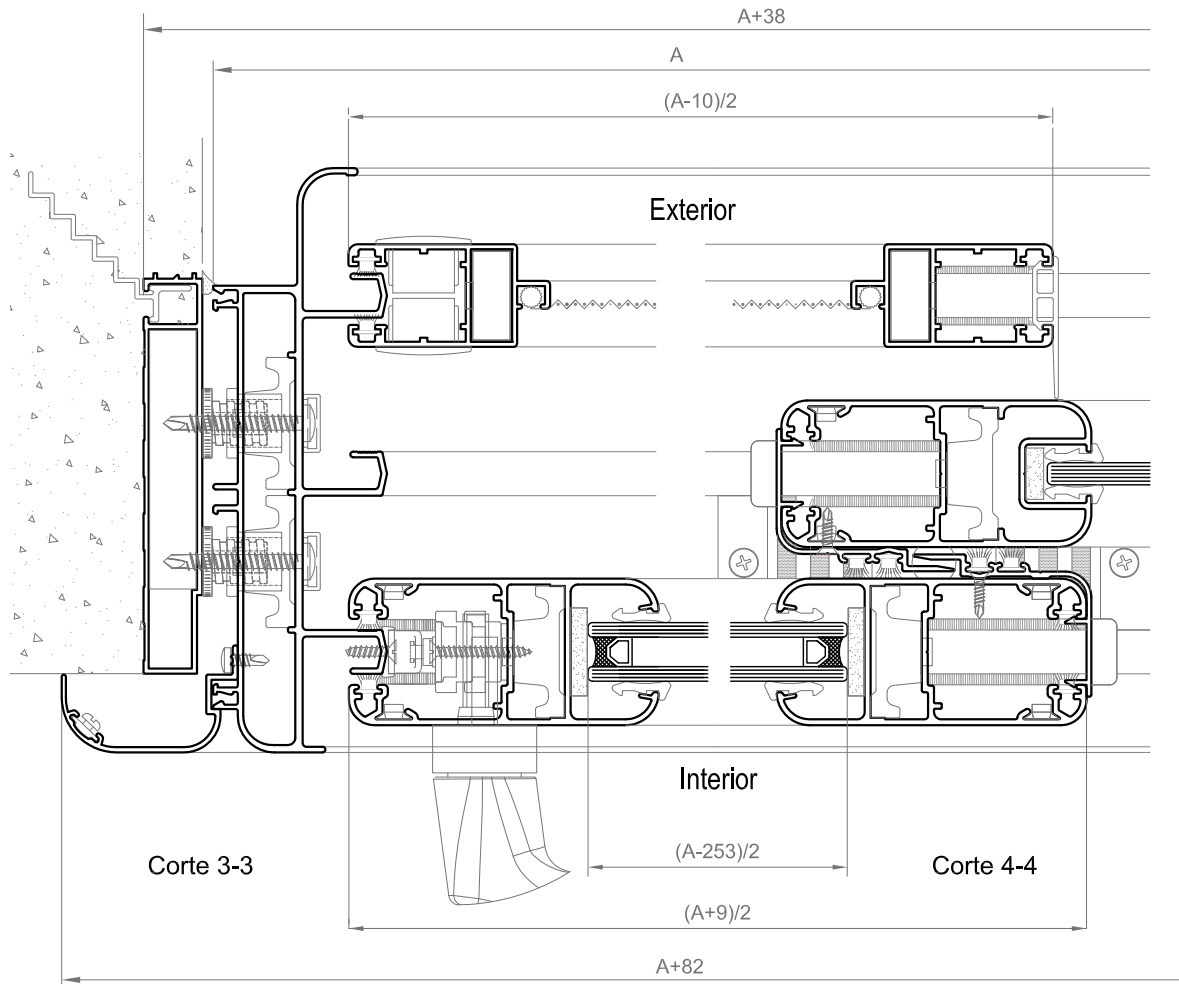 A+38
A
(A-10)/2
Exterior
Interior
(A-253)/2
Corte 3-3
Corte 4-4
(A+9)/2
A+82